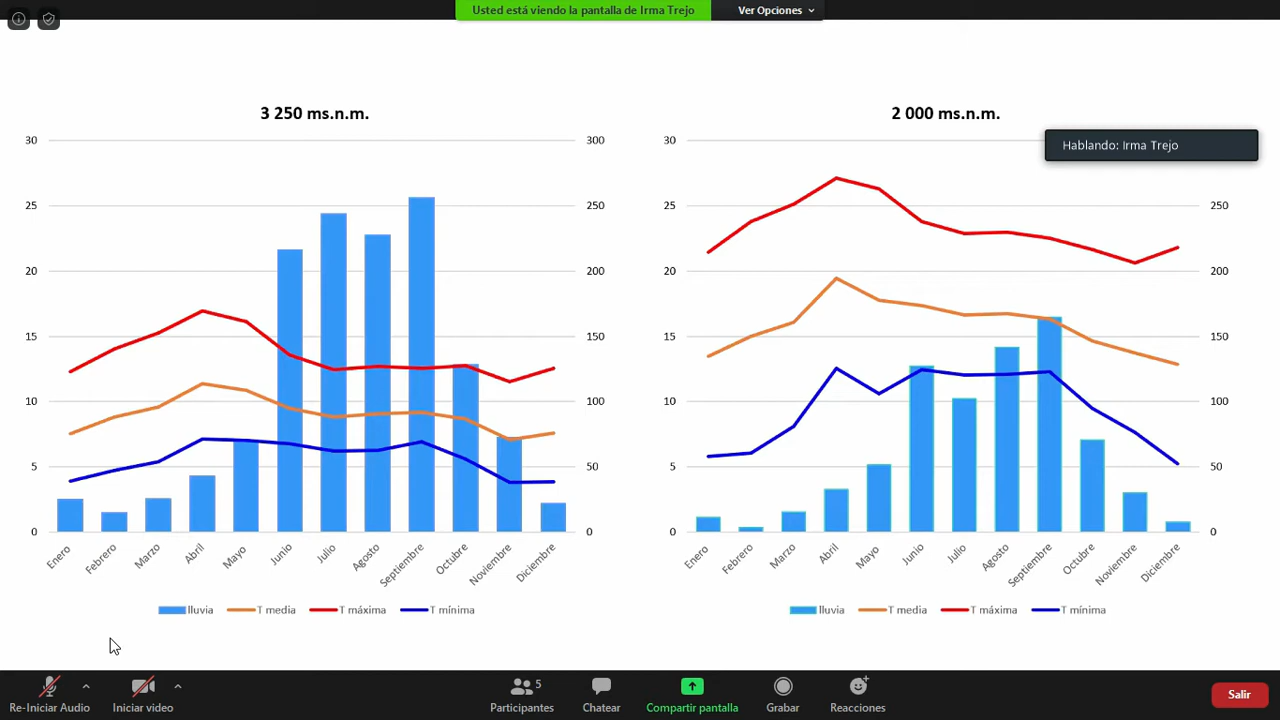 Usted está viendo la pantalla de Irma Trejo
Ver Opciones
3 250 ms.n.m.
30
25
20
15
10
5
0
300
250
200
150
100
50
0
Enero
Febrero
Marzo
Abril
Mayo
Junio
Julio
Agosto
Septiembre
Octubre
Noviembre
Diciembre
lluvia T media T máxima T mínima
2 000 ms.n.m.
Hablando: Irma Trejo
30
25
20
15
10
5
0
250
200
150
100
50
0
Enero
Febrero
Marzo
Abril
Mayo
Junio
Julio
Agosto
Septiembre
Octubre
Noviembre
Diciembre
lluvia T media T máxima T mínima
Re-Iniciar Audio
Iniciar video
5
Participantes
Chatear
Compartir pantalla
Grabar
Reacciones
Salir